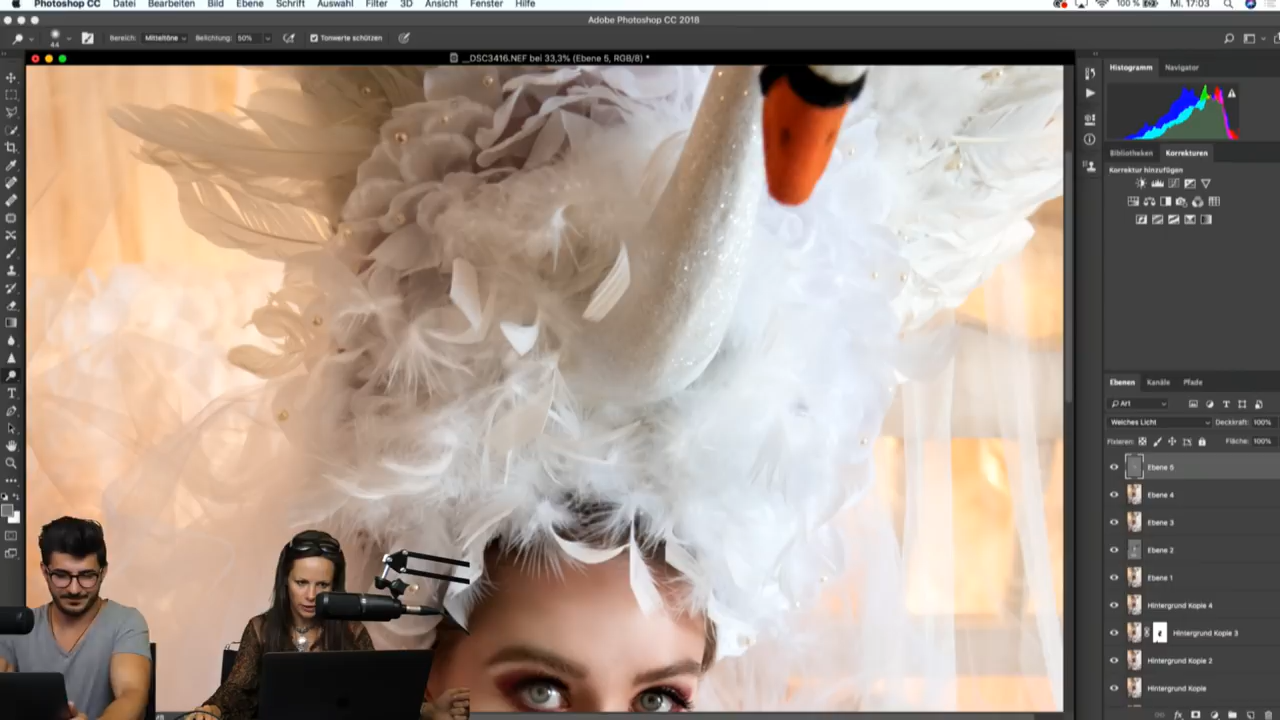 Photoshop CC Datei Bearbeiten Bild Ebene Schrift Auswahl Filter 3D Ansicht Fenster Hilfe 100 % Mi. 17:03
Adobe Photoshop CC 2018
44 Bereich: Mitteltöne Belichtung: 50% Tonwerte schützen
_DSC3416.NEF bei 33,3% (Ebene 5, RGB/8) *
Histogramm Navigator
Bibliotheken Korrekturen
Korrektur hinzufügen
Ebenen Kanäle Pfade
Art
Weiches Licht Deckkraft: 100%
Fixieren: Fläche: 100%
Ebene 5
Ebene 4
Ebene 3
Ebene 2
Ebene 1
Hintergrund Kopie 4
Hintergrund Kopie 3
Hintergrund Kopie 2
Hintergrund Kopie